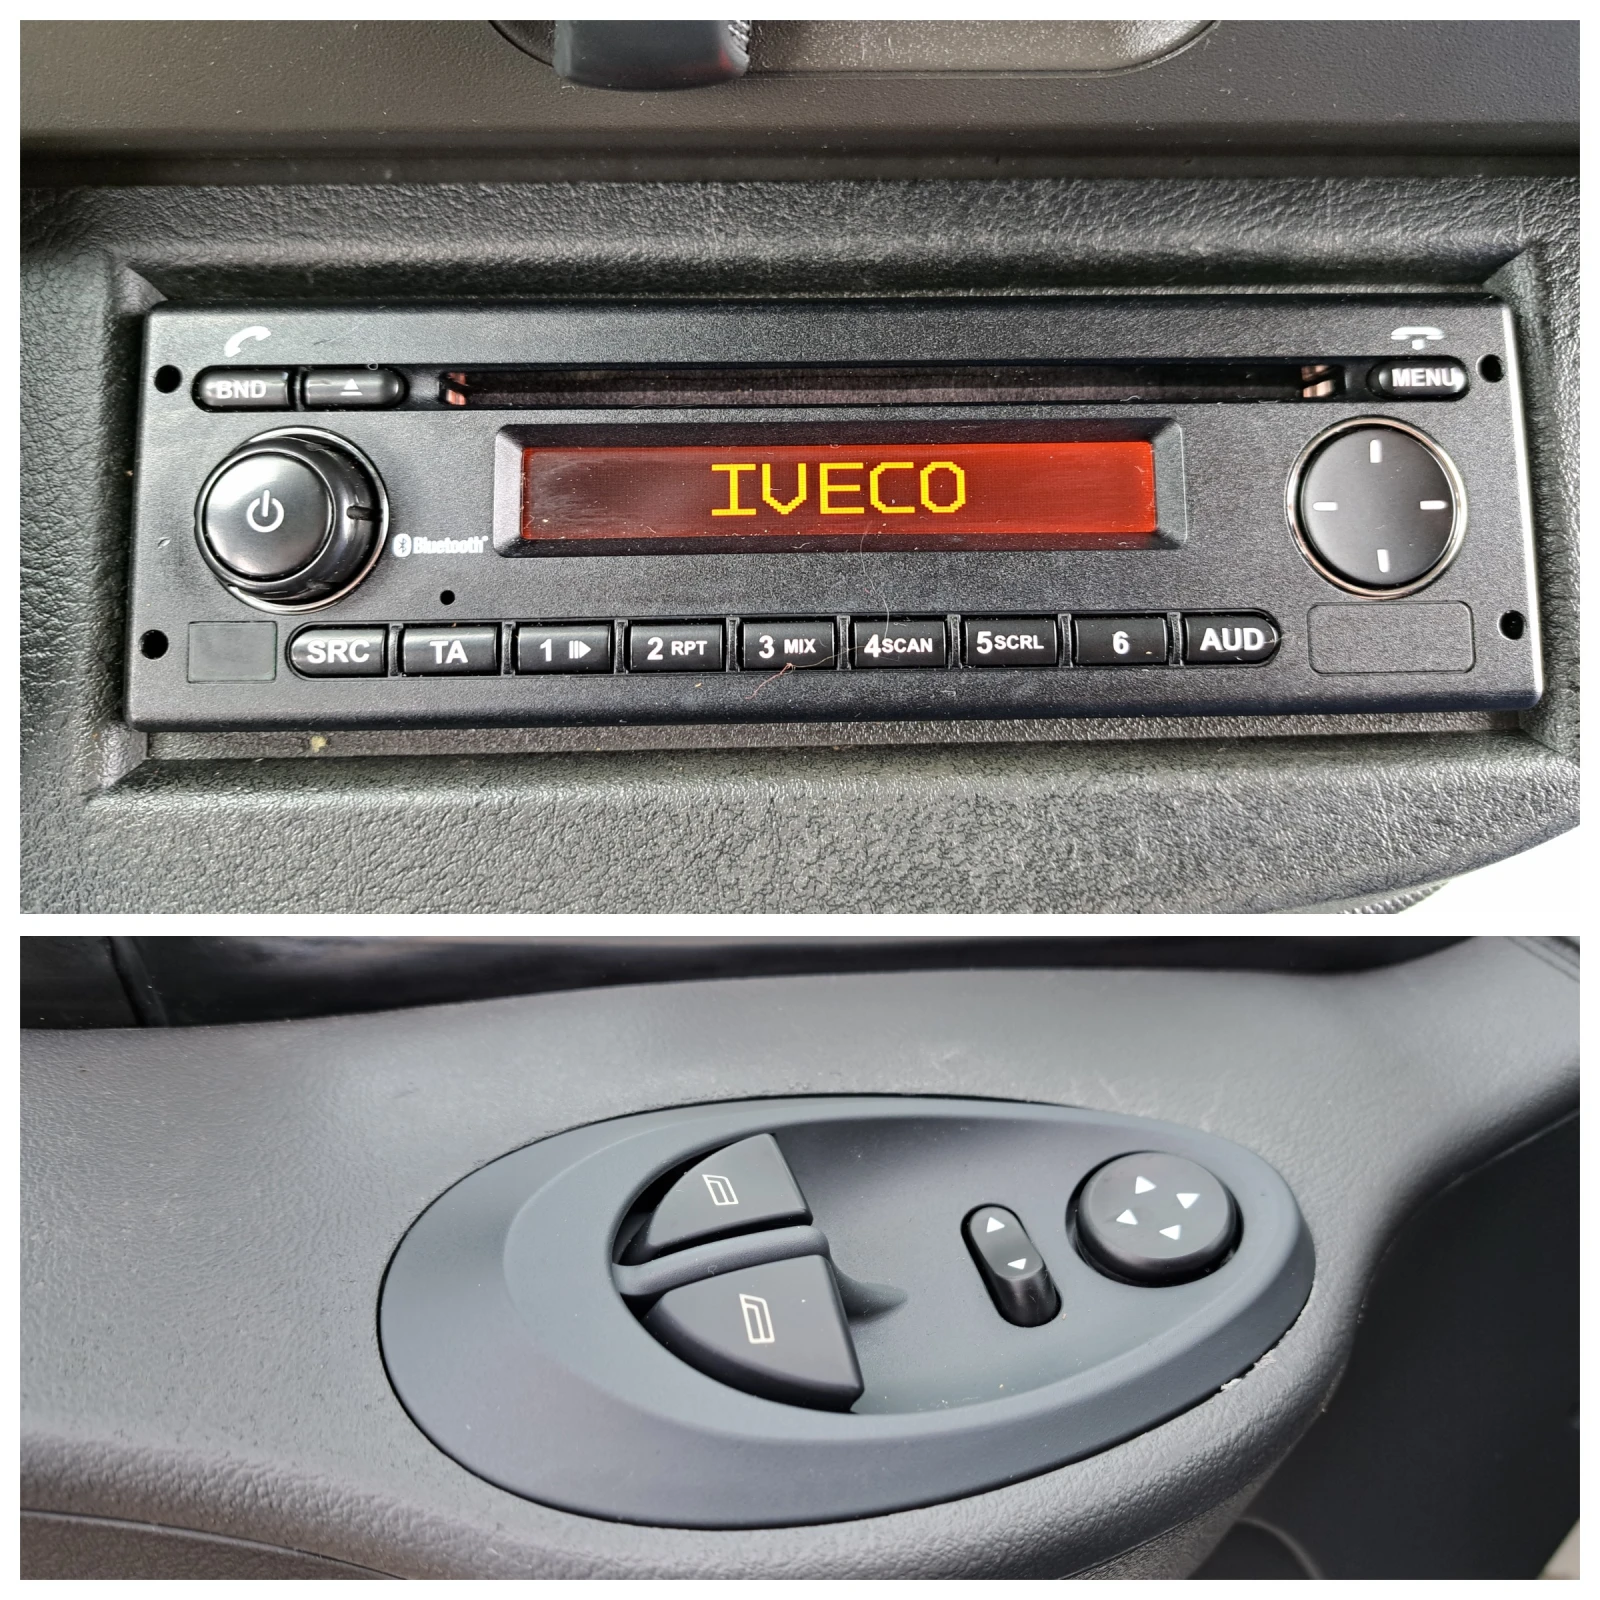 BND MENU
IVECO
Bluetooth®
SRC TA 1 2 RPT 3 MIX 4SCAN 5SCRL 6 AUD